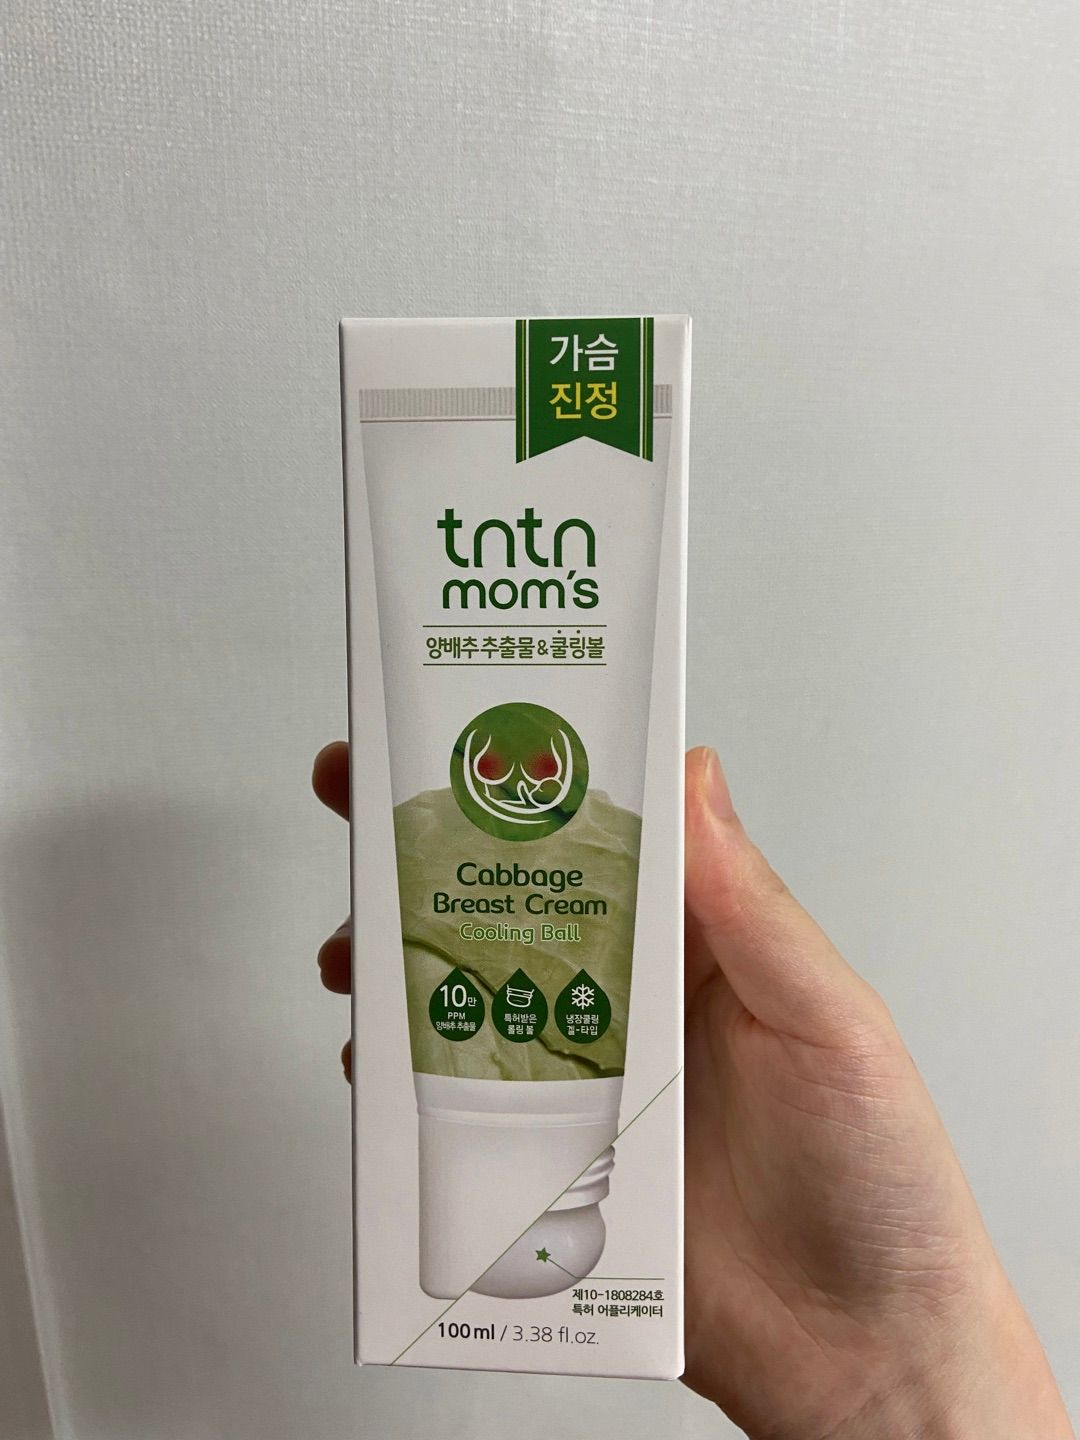 가슴
진정
tntn
mom's
양배추 추출물 & 쿨링볼
Cabbage
Breast Cream
Cooling Ball
10만
PPM
양배추 추출물
특허받은
롤링 볼
냉장쿨링
겔-타입
제10-1808284호
특허 어플리케이터
100ml / 3.38 fl.oz.